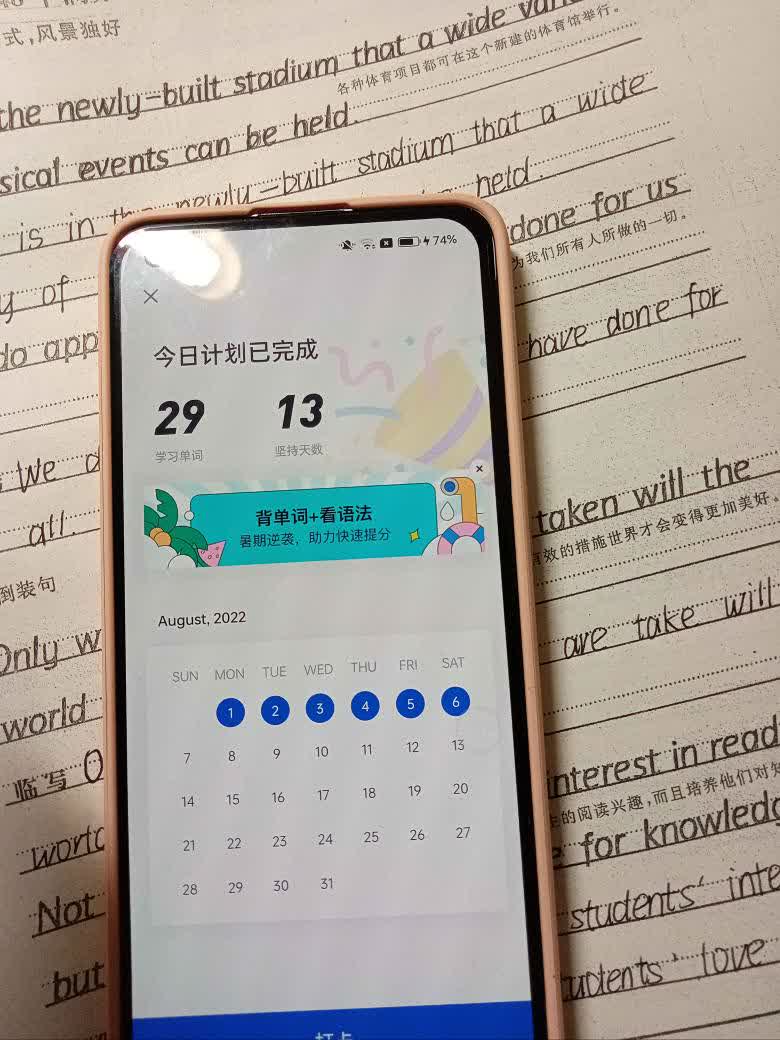 式,风景独好
the newly-built stadium that a wide
各种体育项目都可在这个新建的体育馆举行。
sical events can be held.
is in the newly-built stadium that a wide
held.
done for us
为我们所有人所做的一切。
y of
have done for
do app
We
all.
taken will the
有效的措施世界才会变得更加美好。
倒装句
are take will
Only w
world
临写 O
interest in read
的阅读兴趣,而且培养他们对知
world
for knowledg
Not
students' inte
but
students' love
74%
今日计划已完成
29 13
学习单词 坚持天数
背单词+看语法
暑期逆袭，助力快速提分
August, 2022
SUN MON TUE WED THU FRI SAT
1 2 3 4 5 6
7 8 9 10 11 12 13
14 15 16 17 18 19 20
21 22 23 24 25 26 27
28 29 30 31
打卡